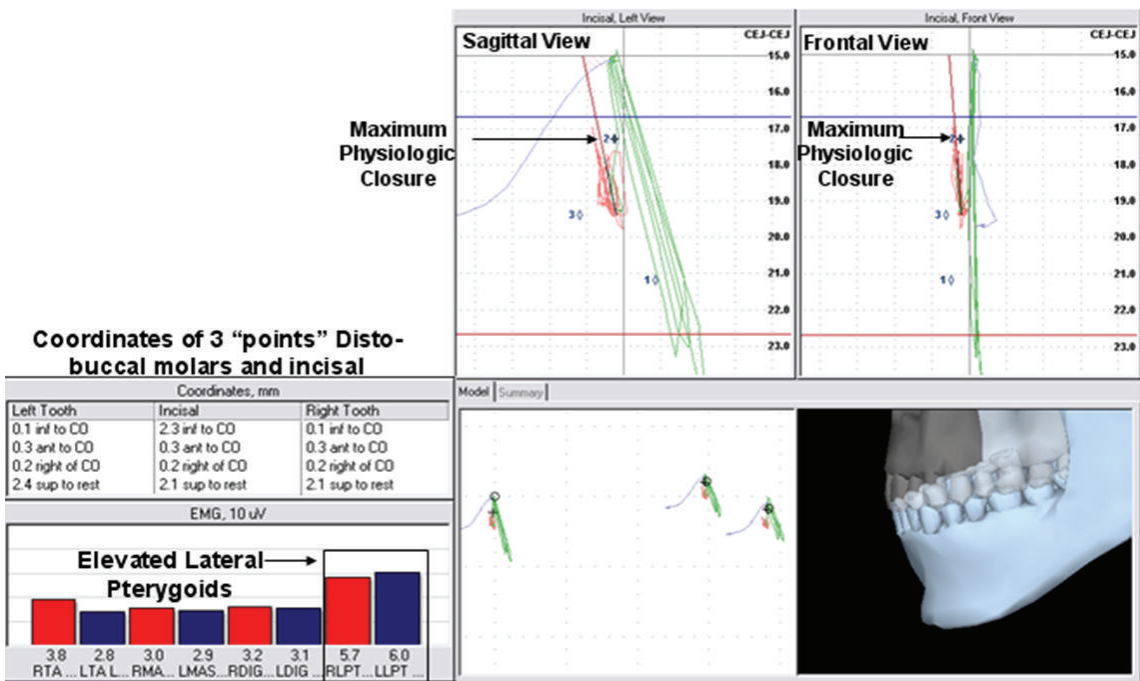 Incisal, Left View
CEJ-CEJ
Sagittal View
15.0
16.0
17.0
18.0
19.0
20.0
21.0
22.0
23.0
Maximum
Physiologic
Closure
2
3
1
Incisal, Front View
CEJ-CEJ
Frontal View
15.0
16.0
17.0
18.0
19.0
20.0
21.0
22.0
23.0
Maximum
Physiologic
Closure
2
3
1
Coordinates of 3 “points” Disto-
buccal molars and incisal
Coordinates, mm
Left Tooth Incisal Right Tooth
0.1 inf to CO 2.3 inf to CO 0.1 inf to CO
0.3 ant to CO 0.3 ant to CO 0.3 ant to CO
0.2 right of CO 0.2 right of CO 0.2 right of CO
2.4 sup to rest 2.1 sup to rest 2.1 sup to rest
EMG, 10 uV
Elevated Lateral
Pterygoids
3.8 2.8 3.0 2.9 3.2 3.1 5.7 6.0
RTA ... LTA L... RMA... LMAS... RDIG... LDIG ... RLPT ... LLPT ...
Model Summary